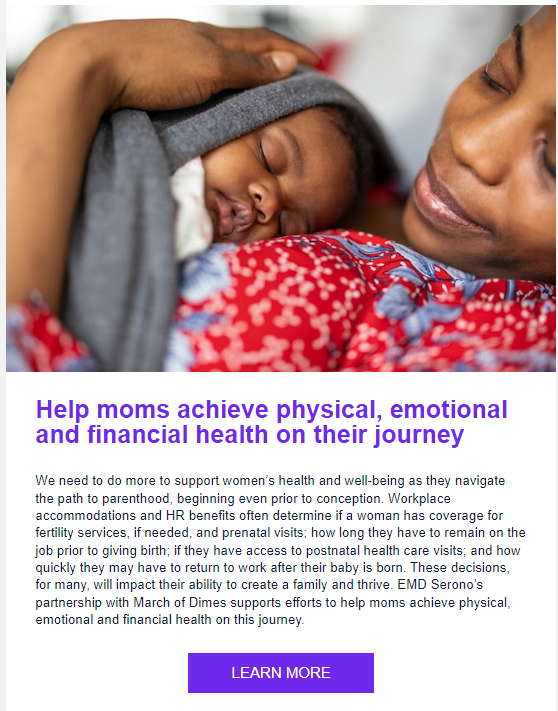 Help moms achieve physical, emotional
and financial health on their journey
We need to do more to support women's health and well-being as they navigate
the path to parenthood, beginning even prior to conception. Workplace
accommodations and HR benefits often determine if a woman has coverage for
fertility services, if needed, and prenatal visits; how long they have to remain on the
job prior to giving birth; if they have access to postnatal health care visits; and how
quickly they may have to return to work after their baby is born. These decisions,
for many, will impact their ability to create a family and thrive. EMD Serono's
partnership with March of Dimes supports efforts to help moms achieve physical,
emotional and financial health on this journey.
LEARN MORE